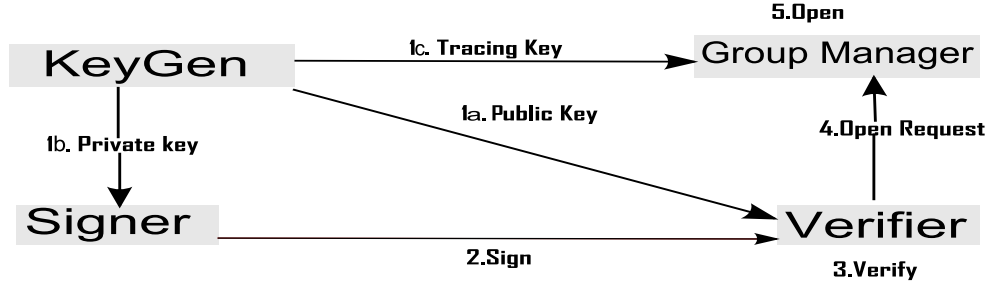 5.Open
1c. Tracing Key
KeyGen
Group Manager
1a. Public Key
4.Open Request
1b. Private key
Signer
Verifier
2.Sign
3.Verify